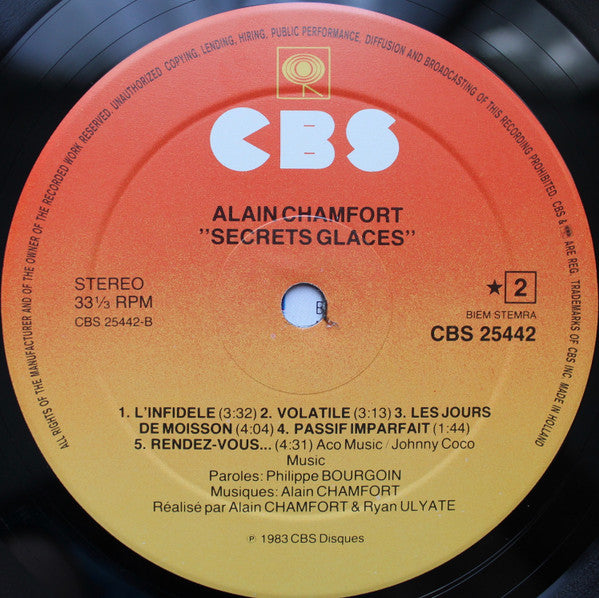 ALL RIGHTS OF THE MANUFACTURER AND OF THE OWNER OF THE RECORDED WORK RESERVED. UNAUTHORIZED COPYING, LENDING, HIRING, PUBLIC PERFORMANCE, DIFFUSION AND BROADCASTING OF THIS RECORDING PROHIBITED. CBS & ARE REG. TRADEMARKS OF CBS INC. MADE IN HOLLAND
CBS
ALAIN CHAMFORT
"SECRETS GLACES"
STEREO
33⅓ RPM
CBS 25442-B
★ 2
BIEM STEMRA
CBS 25442
1. L'INFIDELE (3:32) 2. VOLATILE (3:13) 3. LES JOURS
DE MOISSON (4:04) 4. PASSIF IMPARFAIT (1:44)
5. RENDEZ-VOUS... (4:31) Aco Music / Johnny Coco
Music
Paroles: Philippe BOURGOIN
Musiques: Alain CHAMFORT
Réalisé par Alain CHAMFORT & Ryan ULYATE
℗ 1983 CBS Disques